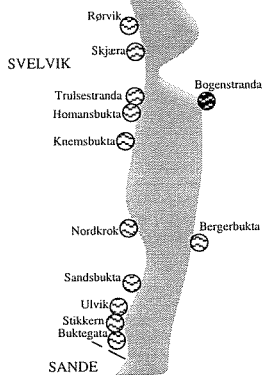 Rørvik
Skjæra
SVELVIK
Bogenstranda
Trulsestranda
Homansbukta
Knemsbukta
Bergerbukta
Nordkrok
Sandsbukta
Ulvik
Stikkern
Buktegata
SANDE